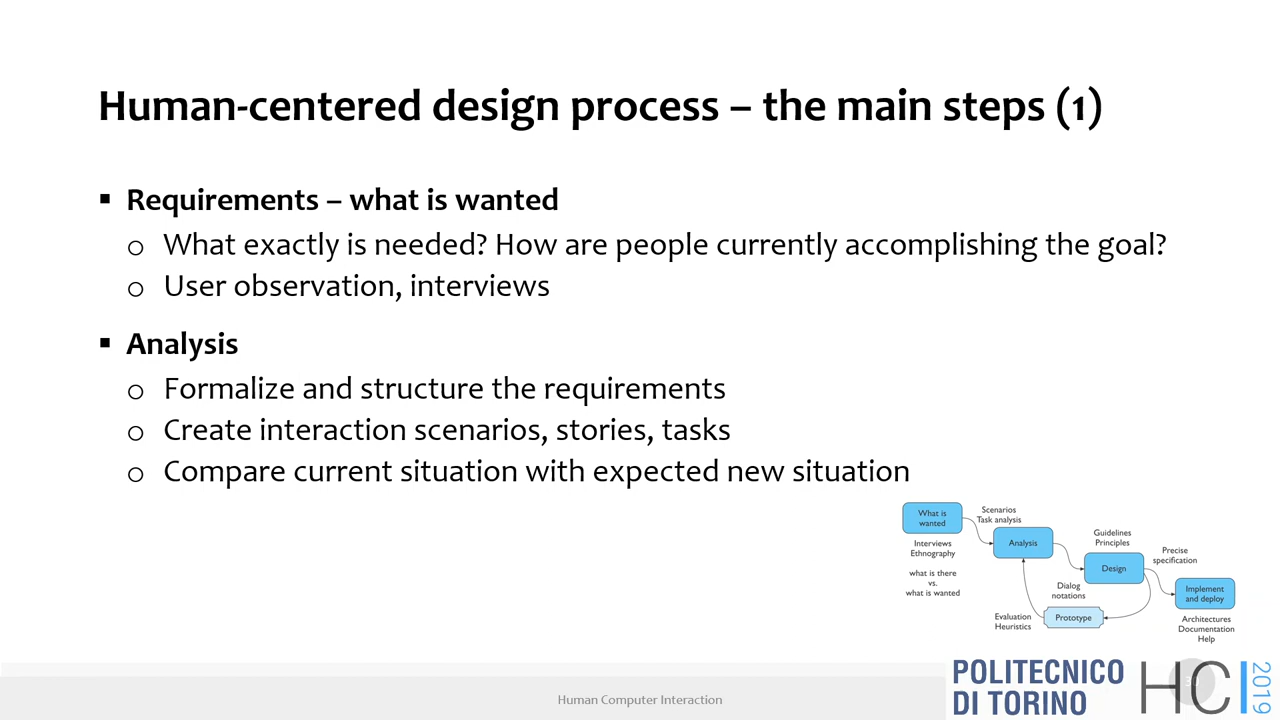 Human-centered design process – the main steps (1)
▪ Requirements – what is wanted
o What exactly is needed? How are people currently accomplishing the goal?
o User observation, interviews
▪ Analysis
o Formalize and structure the requirements
o Create interaction scenarios, stories, tasks
o Compare current situation with expected new situation
What is
wanted
Interviews
Ethnography
what is there
vs.
what is wanted
Scenarios
Task analysis
Analysis
Guidelines
Principles
Design
Dialog
notations
Precise
specification
Implement
and deploy
Architectures
Documentation
Help
Prototype
Evaluation
Heuristics
Human Computer Interaction
POLITECNICO
DI TORINO
HCI
2019